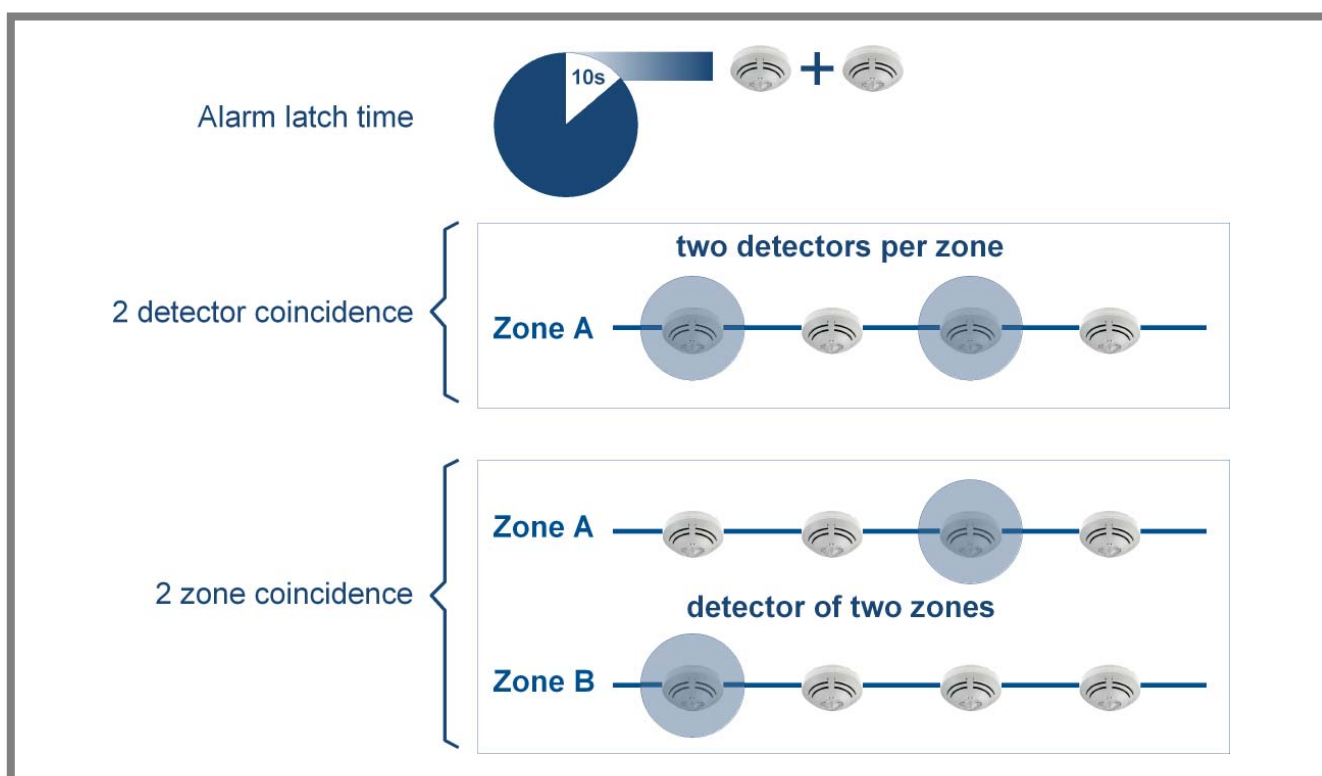 10s
Alarm latch time
two detectors per zone
2 detector coincidence
Zone A
Zone A
2 zone coincidence
detector of two zones
Zone B